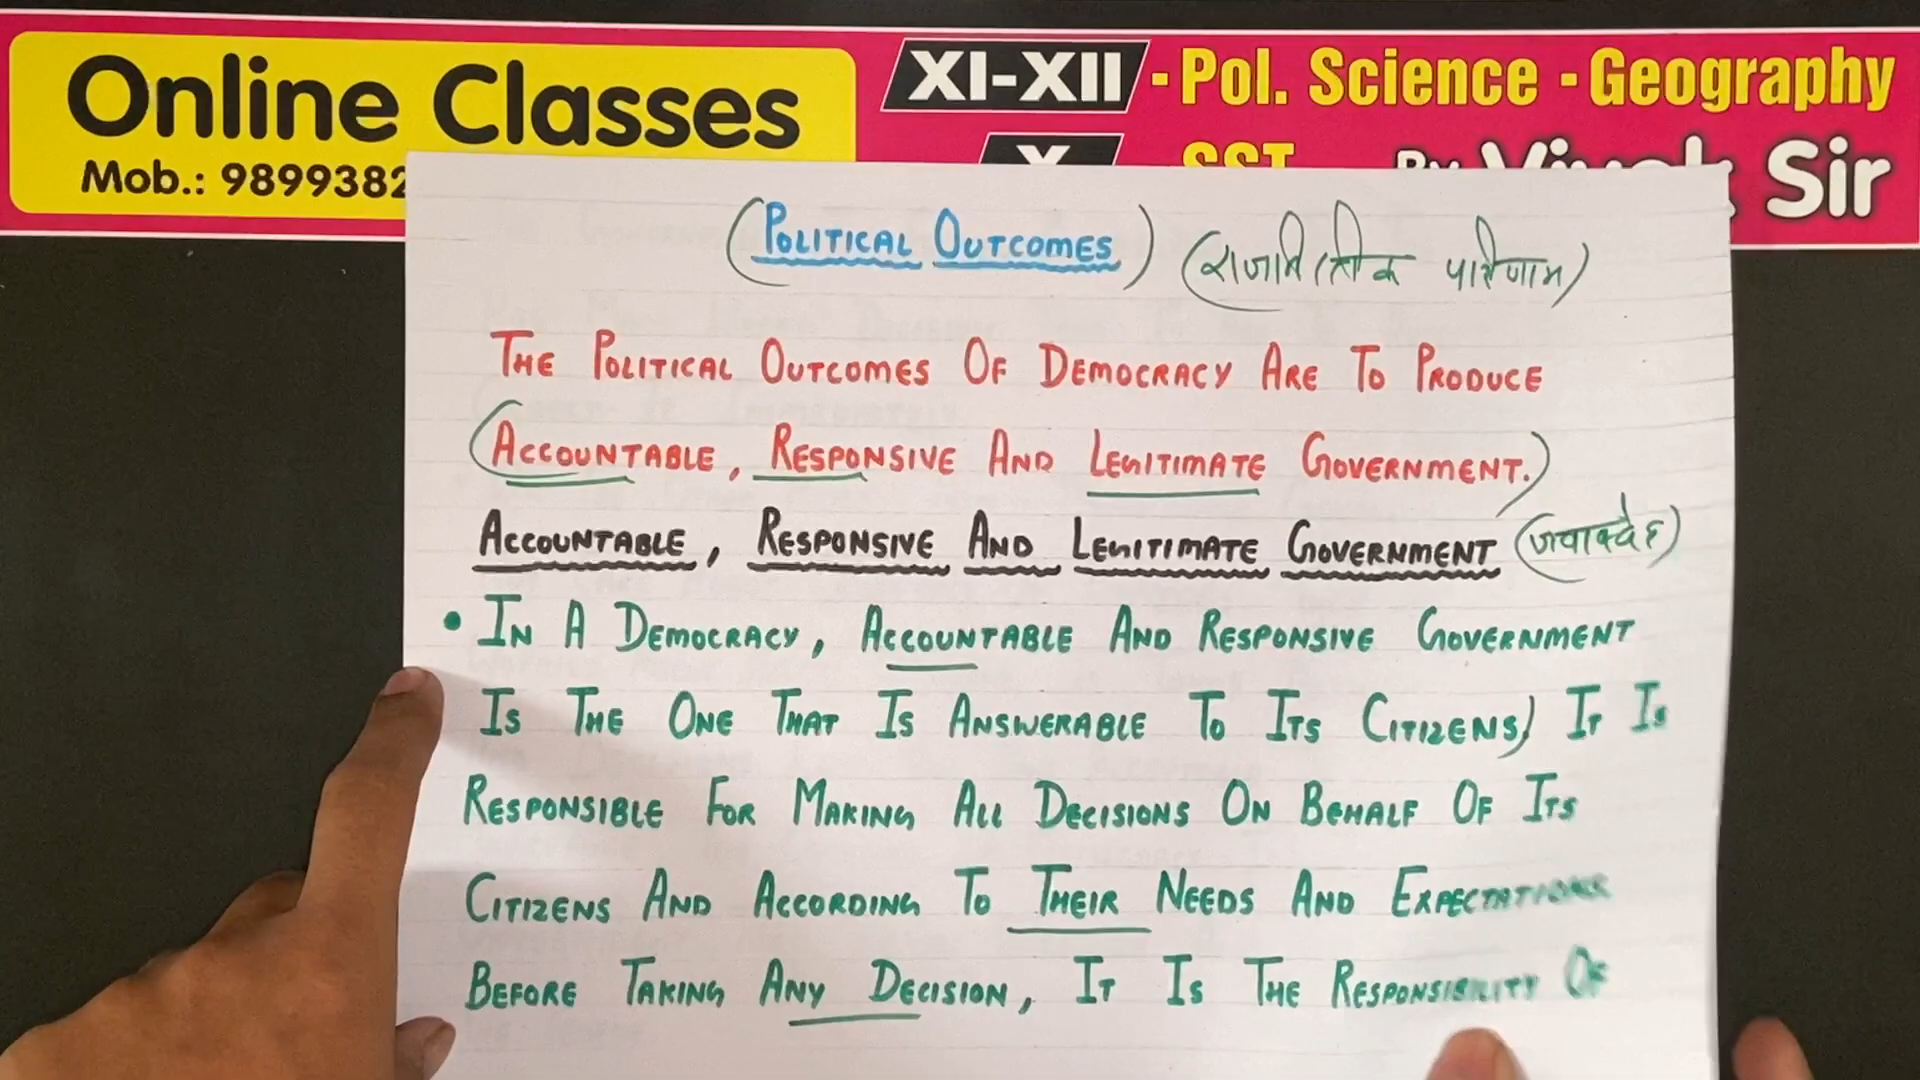 Online Classes
Mob.: 9899382
XI-XII - Pol. Science - Geography
X SST By Vivek Sir
(POLITICAL OUTCOMES) (राजनीतिक परिणाम)
THE POLITICAL OUTCOMES OF DEMOCRACY ARE TO PRODUCE
(ACCOUNTABLE, RESPONSIVE AND LEGITIMATE GOVERNMENT.)
ACCOUNTABLE, RESPONSIVE AND LEGITIMATE GOVERNMENT (जवाबदेह)
• IN A DEMOCRACY, ACCOUNTABLE AND RESPONSIVE GOVERNMENT
IS THE ONE THAT IS ANSWERABLE TO ITS CITIZENS) IT IS
RESPONSIBLE FOR MAKING ALL DECISIONS ON BEHALF OF ITS
CITIZENS AND ACCORDING TO THEIR NEEDS AND EXPECTATIONS
BEFORE TAKING ANY DECISION, IT IS THE RESPONSIBILITY OF